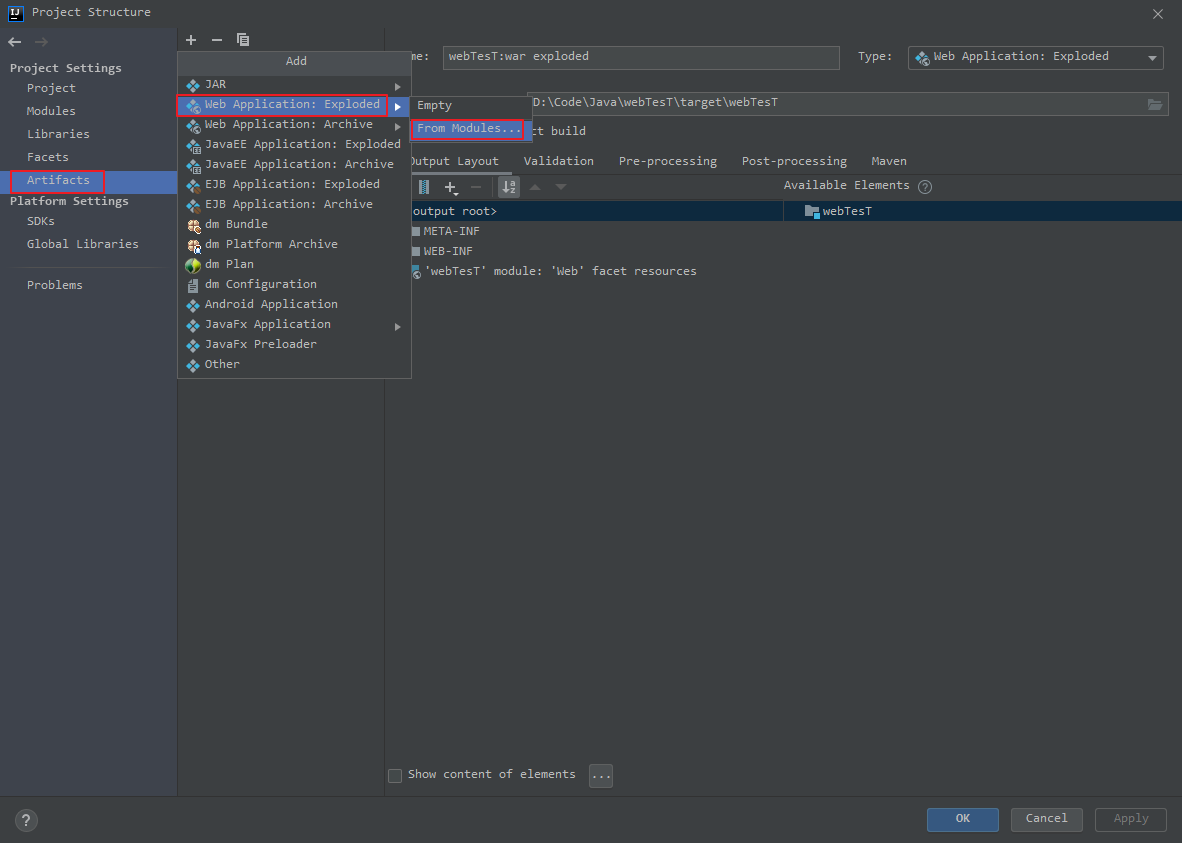 Project Structure
Project Settings
Project
Modules
Libraries
Facets
Artifacts
Platform Settings
SDKs
Global Libraries
Problems
Add
JAR
Web Application: Exploded
Web Application: Archive
JavaEE Application: Exploded
JavaEE Application: Archive
EJB Application: Exploded
EJB Application: Archive
dm Bundle
dm Platform Archive
dm Plan
dm Configuration
Android Application
JavaFx Application
JavaFx Preloader
Other
Empty
From Modules...
me: webTesT:war exploded
Type: Web Application: Exploded
D:\Code\Java\webTesT\target\webTesT
ct build
Output Layout Validation Pre-processing Post-processing Maven
Available Elements ?
output root>
webTesT
META-INF
WEB-INF
'webTesT' module: 'Web' facet resources
Show content of elements ...
? OK Cancel Apply